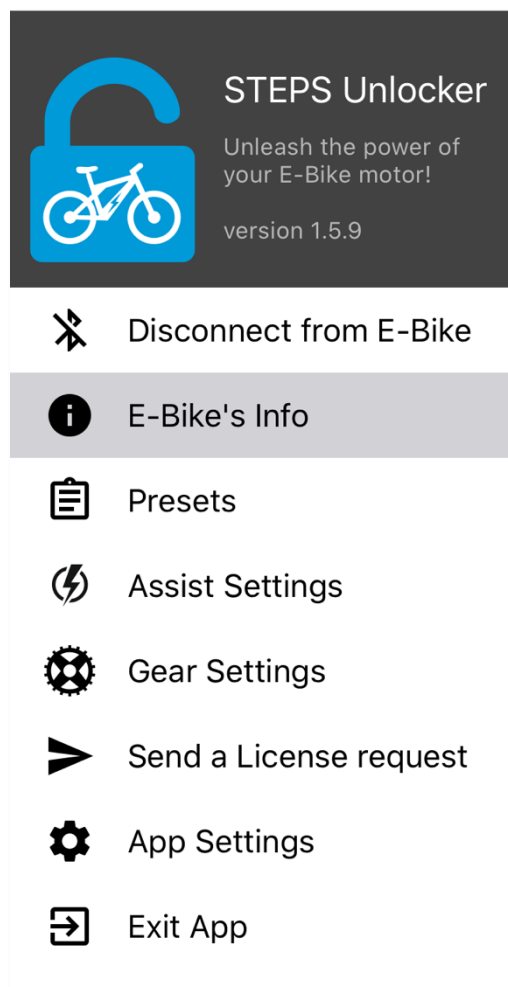 STEPS Unlocker
Unleash the power of
your E-Bike motor!
version 1.5.9
Disconnect from E-Bike
E-Bike's Info
Presets
Assist Settings
Gear Settings
Send a License request
App Settings
Exit App